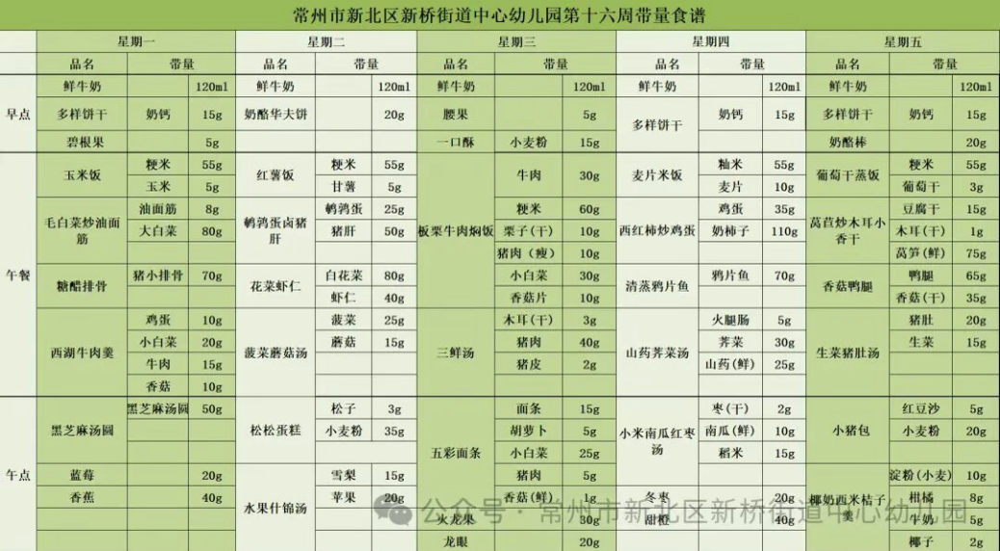 常州市新北区新桥街道中心幼儿园第十六周带量食谱
星期一 星期二 星期三 星期四 星期五
品名 带量 品名 带量 品名 带量 品名 带量 品名 带量
早点
鲜牛奶 120ml 鲜牛奶 120ml 鲜牛奶 120ml 鲜牛奶 120ml 鲜牛奶 120ml
多样饼干 奶钙 15g 奶酪华夫饼 20g 腰果 5g 多样饼干 奶钙 15g 多样饼干 奶钙 15g
碧根果 5g 一口酥 小麦粉 15g 奶酪棒 20g
午餐
玉米饭 粳米 55g 红薯饭 粳米 55g 板栗牛肉焖饭 牛肉 30g 麦片米饭 籼米 55g 葡萄干蒸饭 粳米 55g
玉米 5g 甘薯 5g 麦片 10g 葡萄干 3g
毛白菜炒油面筋 油面筋 8g 鹌鹑蛋卤猪肝 鹌鹑蛋 25g 粳米 60g 西红柿炒鸡蛋 鸡蛋 35g 莴苣炒木耳小香干 豆腐干 15g
大白菜 80g 猪肝 50g 栗子(干) 10g 奶柿子 110g 木耳(干) 1g
猪肉（瘦） 10g 莴笋(鲜) 75g
糖醋排骨 猪小排骨 70g 花菜虾仁 白花菜 80g 小白菜 30g 清蒸鸦片鱼 鸦片鱼 70g 香菇鸭腿 鸭腿 65g
虾仁 40g 香菇片 10g 香菇(干) 35g
西湖牛肉羹 鸡蛋 10g 菠菜蘑菇汤 菠菜 25g 三鲜汤 木耳(干) 3g 山药荠菜汤 火腿肠 5g 生菜猪肚汤 猪肚 20g
小白菜 20g 蘑菇 15g 猪肉 40g 荠菜 30g 生菜 15g
牛肉 15g 猪皮 2g 山药(鲜) 25g
香菇 10g
午点
黑芝麻汤圆 黑芝麻汤圆 50g 松松蛋糕 松子 3g 五彩面条 面条 15g 小米南瓜红枣汤 枣(干) 2g 小猪包 红豆沙 5g
小麦粉 35g 胡萝卜 5g 南瓜(鲜) 10g 小麦粉 20g
小白菜 25g 稻米 15g
蓝莓 20g 水果什锦汤 雪梨 15g 猪肉 5g 椰奶西米桔子羹 淀粉(小麦) 10g
香蕉 40g 苹果 20g 香菇(鲜) 1g 冬枣 20g 柑橘 8g
火龙果 30g 甜橙 40g 牛奶 5g
龙眼 20g 椰子 2g
公众号 · 常州市新北区新桥街道中心幼儿园